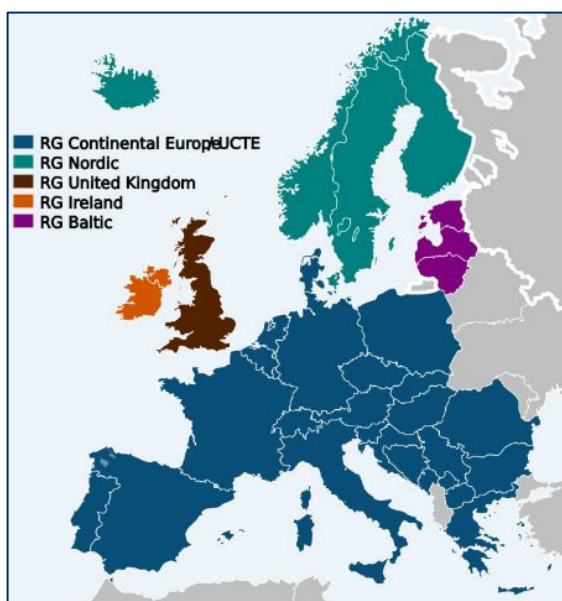 RG Continental Europe/UCTE
RG Nordic
RG United Kingdom
RG Ireland
RG Baltic